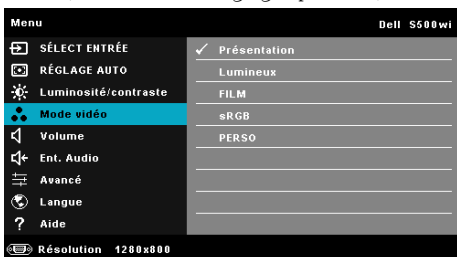 Menu Dell S500wi
SÉLECT ENTRÉE
RÉGLAGE AUTO
Luminosité/contraste
Mode vidéo
Volume
Ent. Audio
Avancé
Langue
? Aide
✓ Présentation
Lumineux
FILM
sRGB
PERSO
Résolution 1280x800